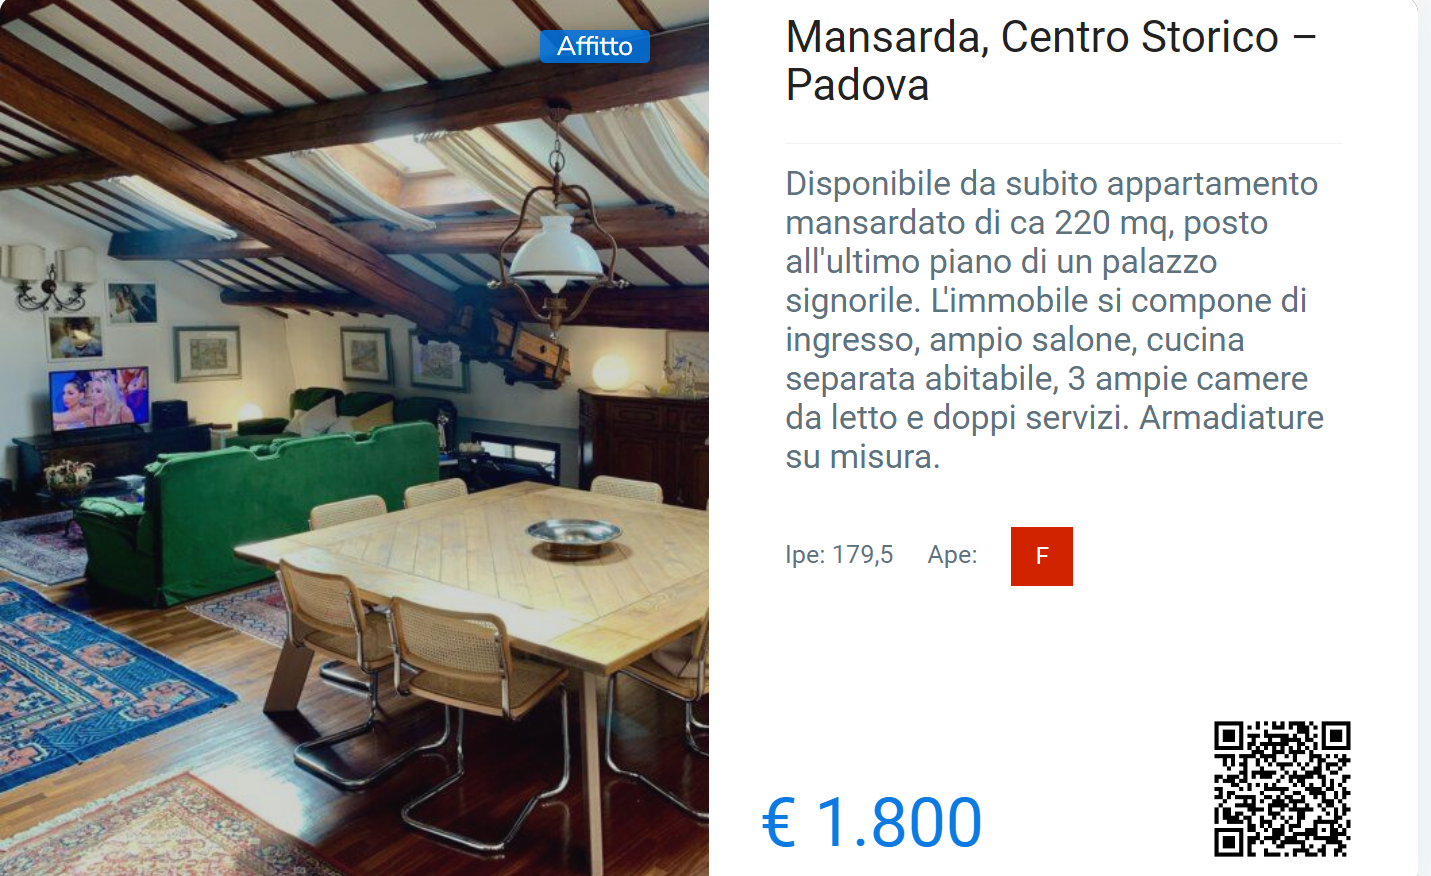 Affitto
Mansarda, Centro Storico –
Padova
Disponibile da subito appartamento
mansardato di ca 220 mq, posto
all'ultimo piano di un palazzo
signorile. L'immobile si compone di
ingresso, ampio salone, cucina
separata abitabile, 3 ampie camere
da letto e doppi servizi. Armadiature
su misura.
Ipe: 179,5 Ape: F
€ 1.800